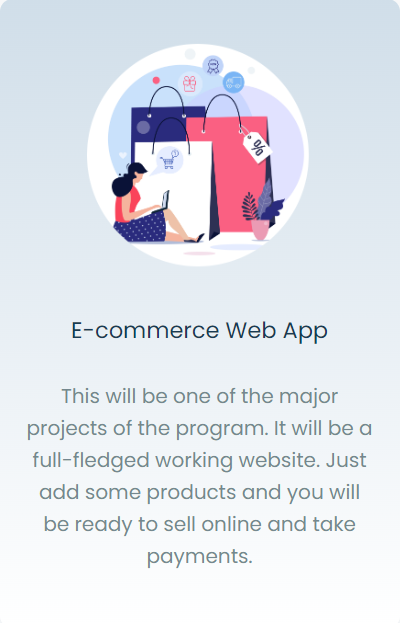 %
E-commerce Web App
This will be one of the major
projects of the program. It will be a
full-fledged working website. Just
add some products and you will
be ready to sell online and take
payments.